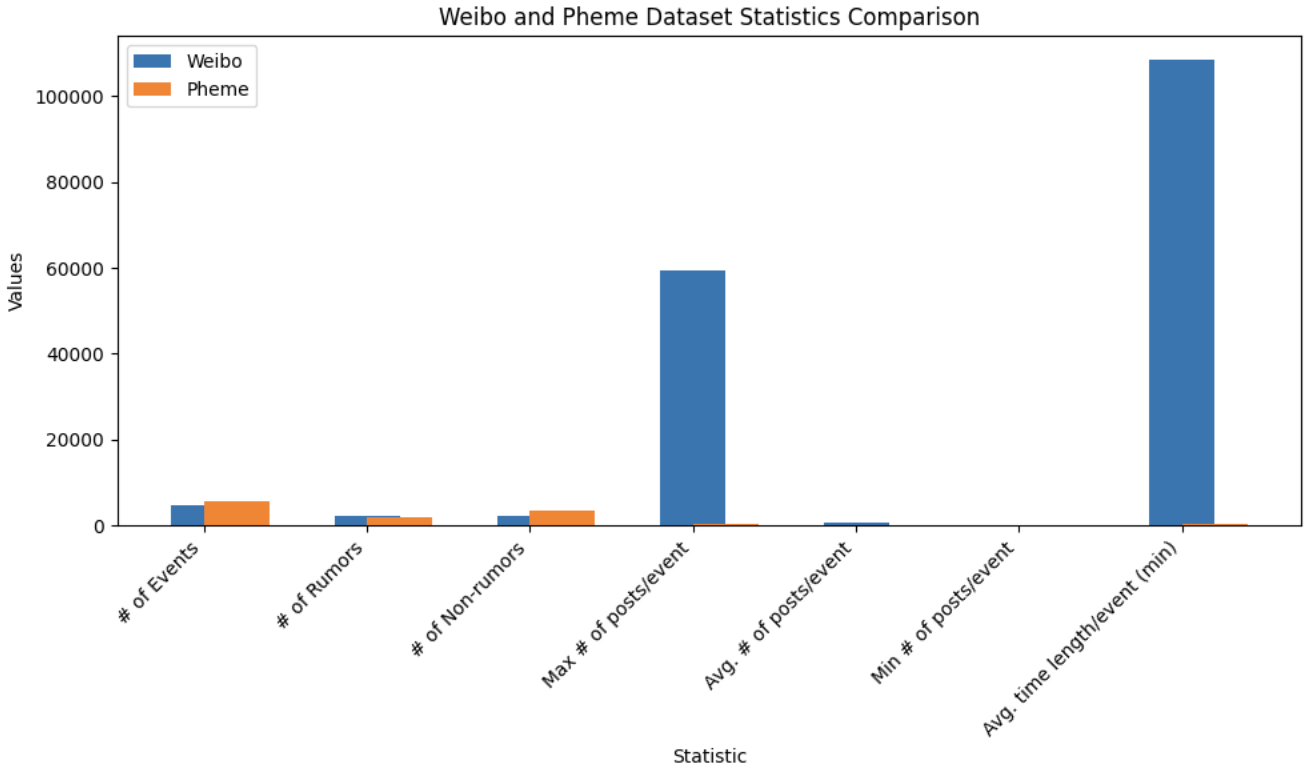 Weibo and Pheme Dataset Statistics Comparison
Weibo
Pheme
100000
80000
60000
40000
20000
0
Values
# of Events
# of Rumors
# of Non-rumors
Max # of posts/event
Avg. # of posts/event
Min # of posts/event
Avg. time length/event (min)
Statistic